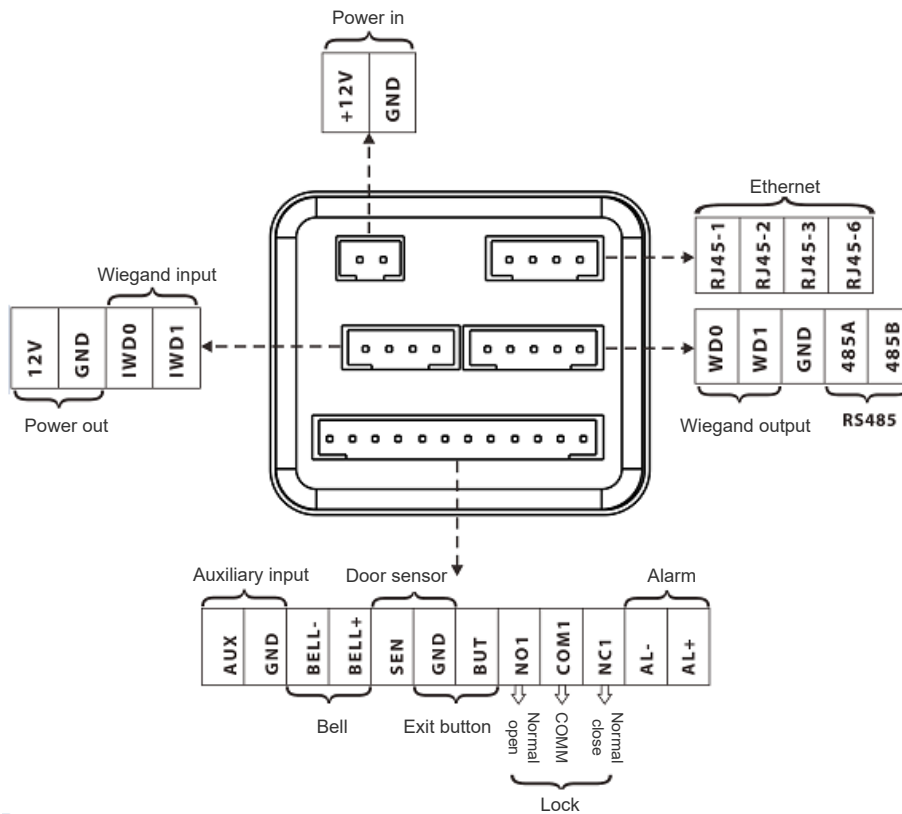 Power in
+12V
GND
Ethernet
RJ45-1
RJ45-2
RJ45-3
RJ45-6
Wiegand input
12V
GND
IWD0
IWD1
Power out
WD0
WD1
GND
485A
485B
Wiegand output
RS485
Auxiliary input
Door sensor
Alarm
AUX
GND
BELL-
BELL+
SEN
GND
BUT
NO1
COM1
NC1
AL-
AL+
Bell
Exit button
Normal
open
COMM
Normal
close
Lock